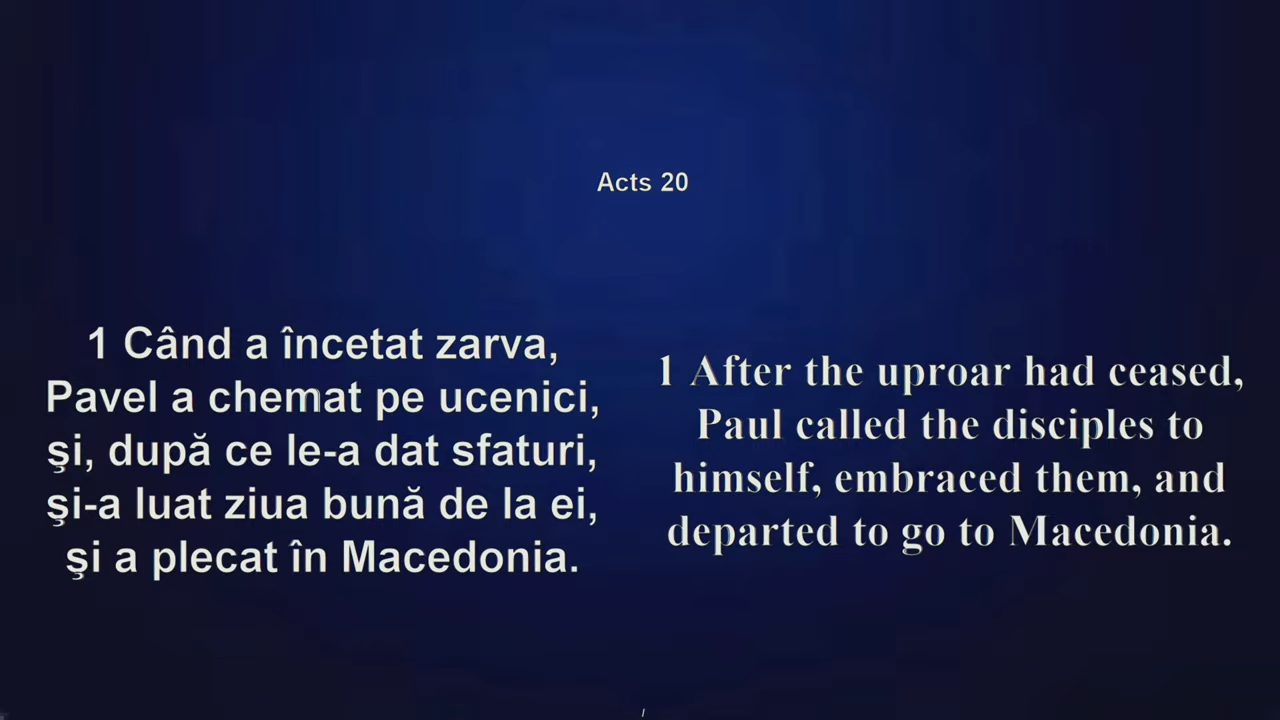 Acts 20
1 Când a încetat zarva,
Pavel a chemat pe ucenici,
şi, după ce le-a dat sfaturi,
şi-a luat ziua bună de la ei,
şi a plecat în Macedonia.
1 After the uproar had ceased,
Paul called the disciples to
himself, embraced them, and
departed to go to Macedonia.
/